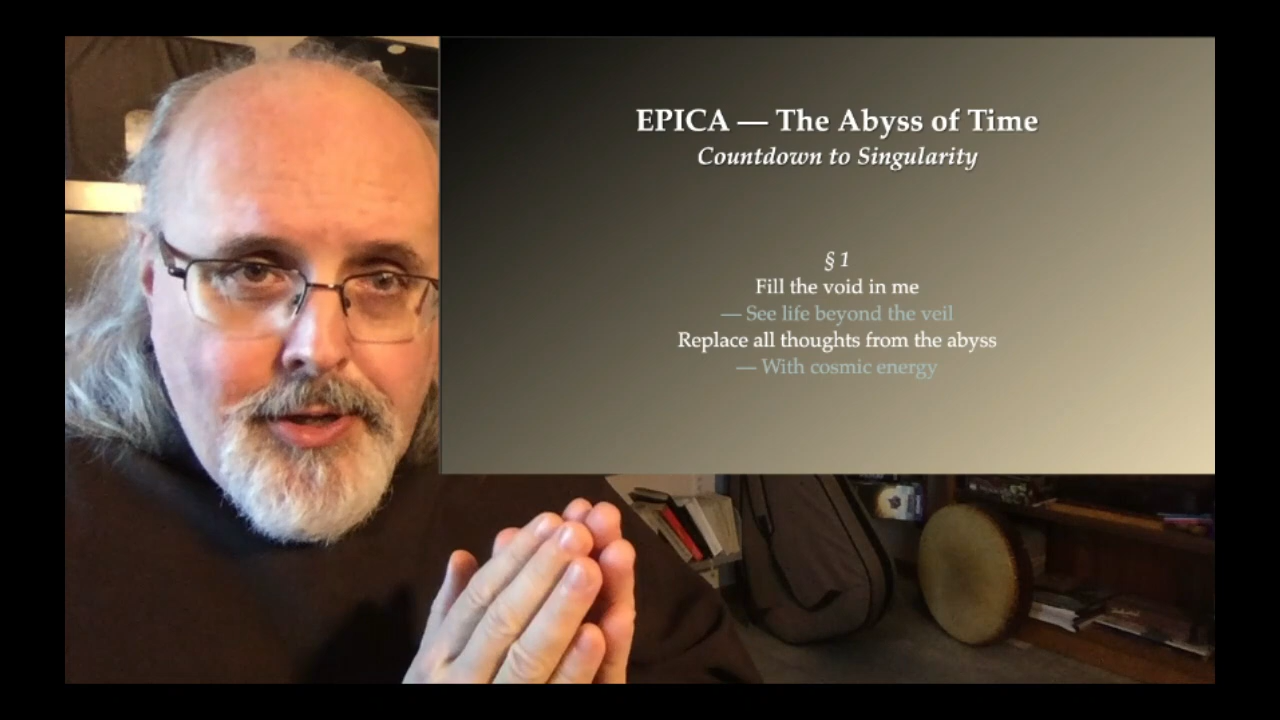 EPICA — The Abyss of Time
Countdown to Singularity
§ 1
Fill the void in me
— See life beyond the veil
Replace all thoughts from the abyss
— With cosmic energy